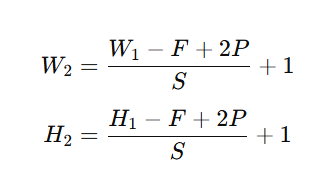 W₂ = (W₁ − F + 2P)/S + 1
H₂ = (H₁ − F + 2P)/S + 1